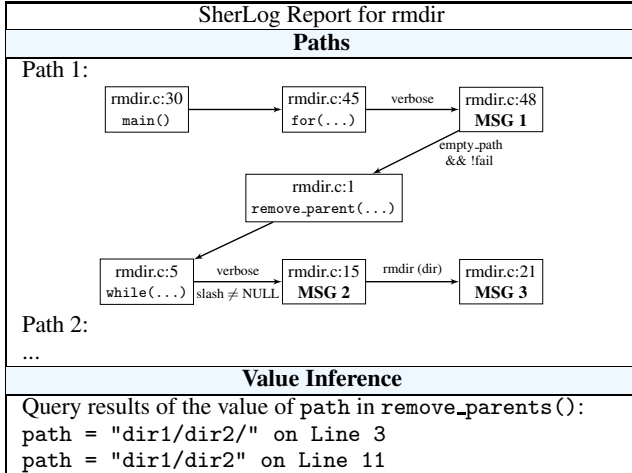 SherLog Report for rmdir
Paths
Path 1:
rmdir.c:30
main()
rmdir.c:45
for(...)
verbose
rmdir.c:48
MSG 1
empty_path
&& !fail
rmdir.c:1
remove_parent(...)
rmdir.c:5
while(...)
verbose
slash ≠ NULL
rmdir.c:15
MSG 2
rmdir (dir)
rmdir.c:21
MSG 3
Path 2:
...
Value Inference
Query results of the value of path in remove_parents():
path = "dir1/dir2/" on Line 3
path = "dir1/dir2" on Line 11